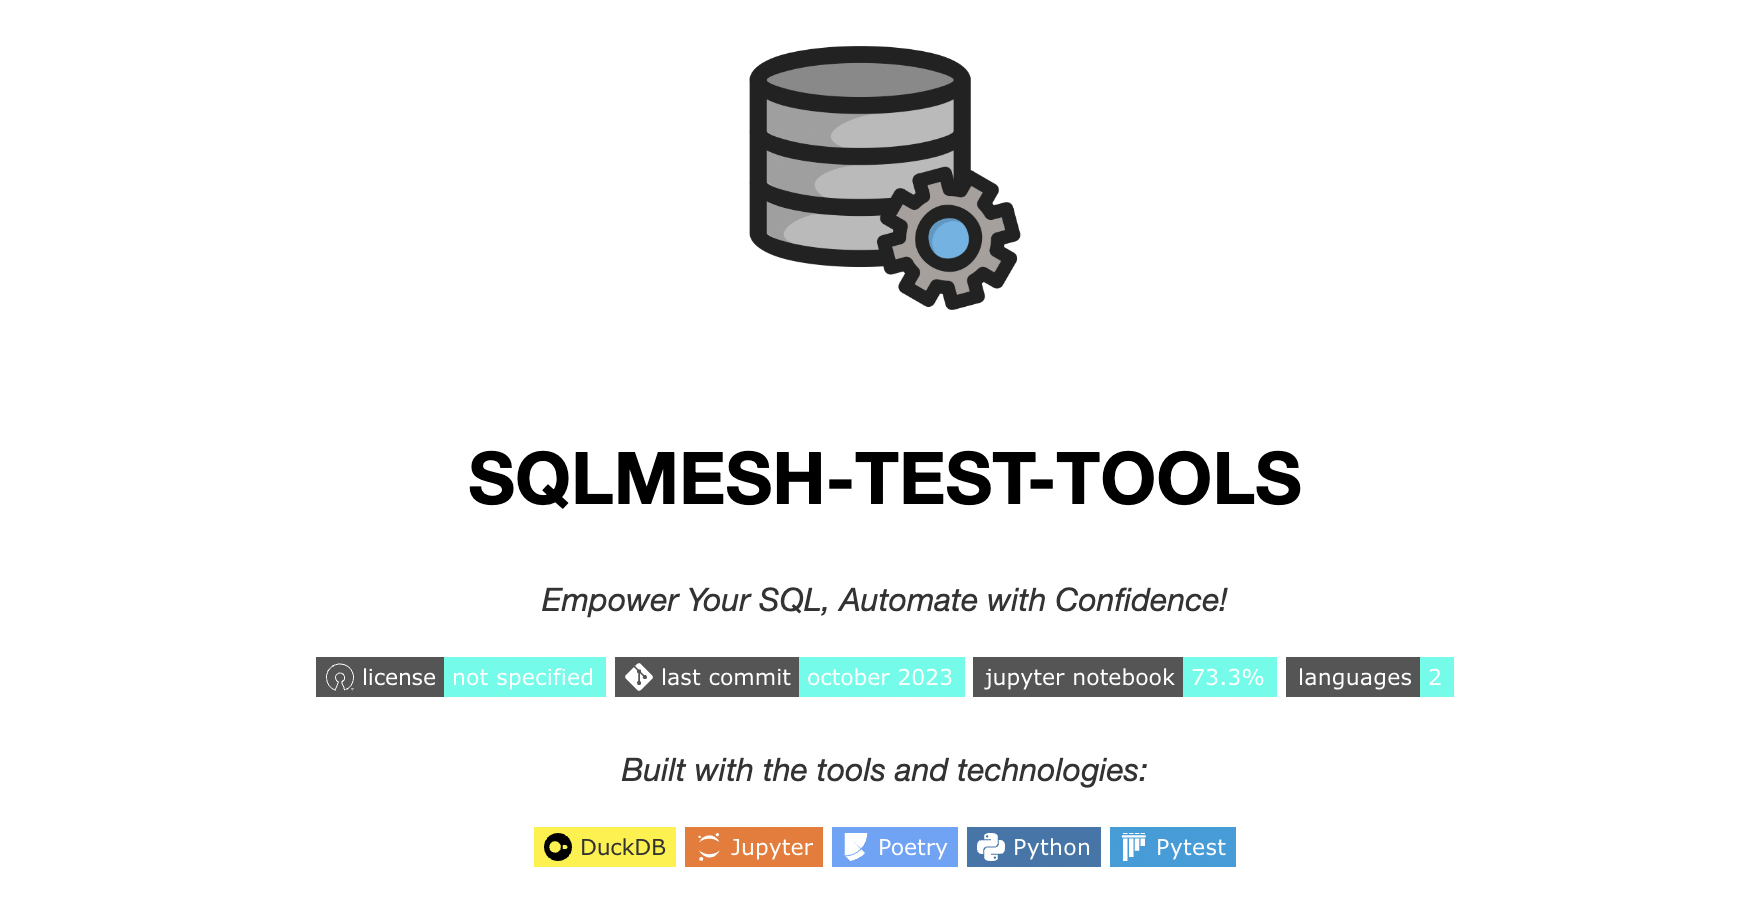 SQLMESH-TEST-TOOLS
Empower Your SQL, Automate with Confidence!
license not specified last commit october 2023 jupyter notebook 73.3% languages 2
Built with the tools and technologies:
DuckDB Jupyter Poetry Python Pytest